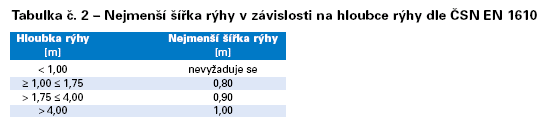 Tabulka č. 2 – Nejmenší šířka rýhy v závislosti na hloubce rýhy dle ČSN EN 1610
Hloubka rýhy Nejmenší šířka rýhy
[m] [m]
< 1,00 nevyžaduje se
≥ 1,00 ≤ 1,75 0,80
> 1,75 ≤ 4,00 0,90
> 4,00 1,00